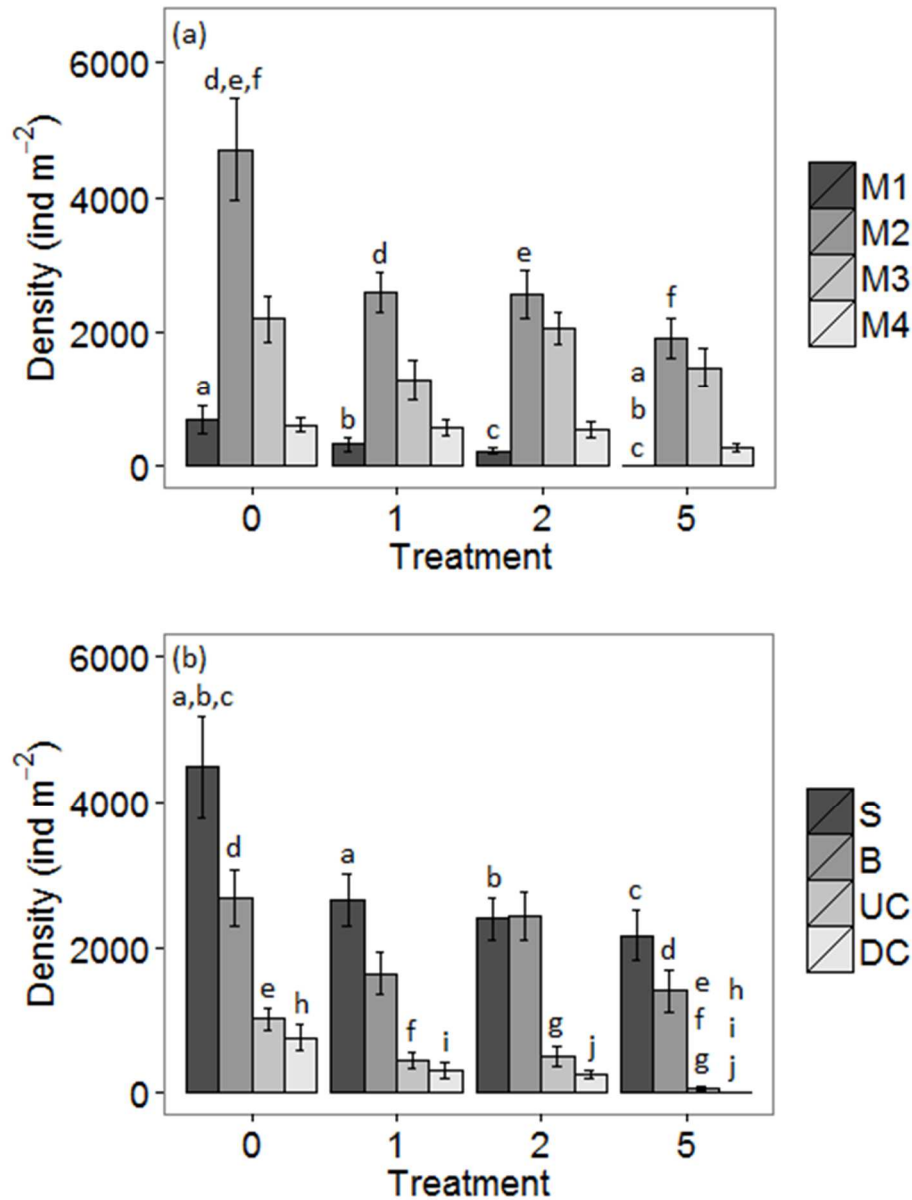 (a)
6000
4000
2000
0
Density (ind m⁻²)
d,e,f
a
d
b
e
c
f
a
b
c
0 1 2 5
Treatment
M1
M2
M3
M4
(b)
6000
4000
2000
0
Density (ind m⁻²)
a,b,c
d
e
h
a
f
i
b
g
j
c
d
e
f
g
h
i
j
0 1 2 5
Treatment
S
B
UC
DC